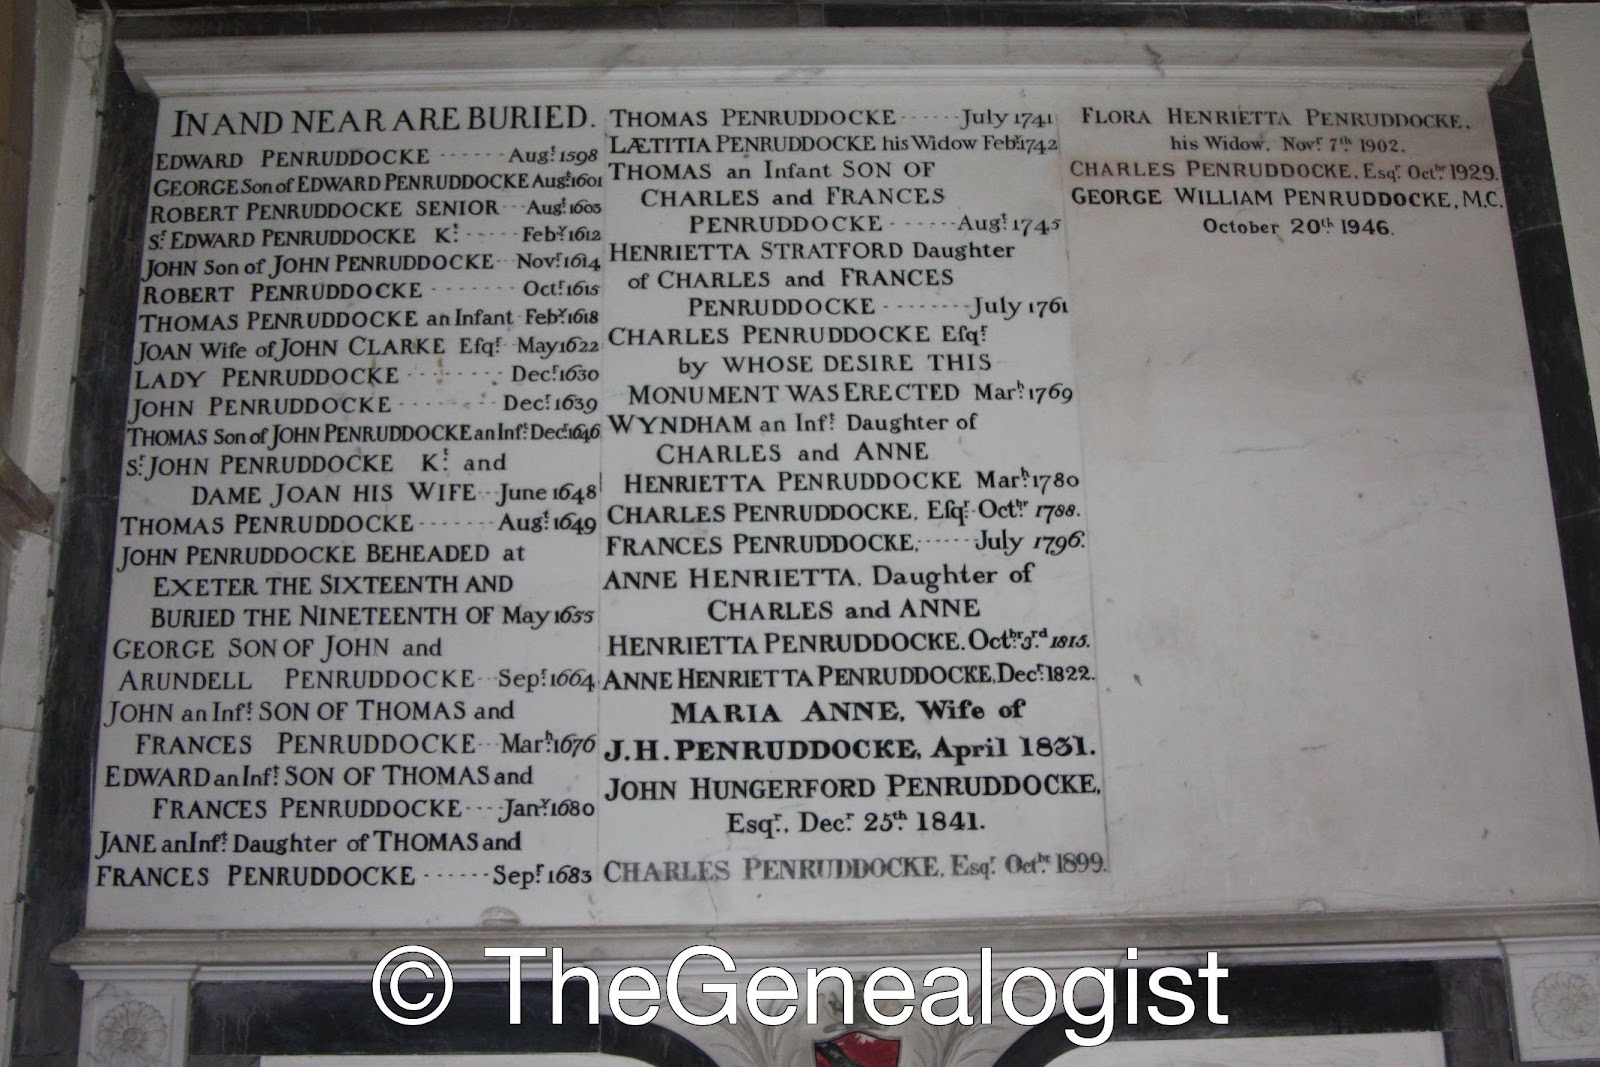 IN AND NEAR ARE BURIED.
EDWARD PENRUDDOCKE ------ Augt. 1598
GEORGE Son of EDWARD PENRUDDOCKE Augt. 1601
ROBERT PENRUDDOCKE SENIOR --- Augt. 1603
Sr. EDWARD PENRUDDOCKE Kt. ----- Feby. 1612
JOHN Son of JOHN PENRUDDOCKE -- Novr. 1614
ROBERT PENRUDDOCKE ------- Octr. 1615
THOMAS PENRUDDOCKE an Infant - Feby. 1618
JOAN Wife of JOHN CLARKE Efqr. - May 1622
LADY PENRUDDOCKE -------- Decr. 1630
JOHN PENRUDDOCKE -------- Decr. 1639
THOMAS Son of JOHN PENRUDDOCKE an Inft. Decr. 1646
Sr. JOHN PENRUDDOCKE Kt. and
DAME JOAN HIS WIFE -- June 1648
THOMAS PENRUDDOCKE ------- Augt. 1649
JOHN PENRUDDOCKE BEHEADED at
EXETER THE SIXTEENTH AND
BURIED THE NINETEENTH OF May 1655
GEORGE SON OF JOHN and
ARUNDELL PENRUDDOCKE -- Sepr. 1664
JOHN an Inft. SON OF THOMAS and
FRANCES PENRUDDOCKE -- Marh. 1676
EDWARD an Inft. SON OF THOMAS and
FRANCES PENRUDDOCKE ---- Jany. 1680
JANE an Inft. Daughter of THOMAS and
FRANCES PENRUDDOCKE ------ Sepr. 1683
THOMAS PENRUDDOCKE ------ July 1741
LÆTITIA PENRUDDOCKE his Widow Feby. 1742
THOMAS an Infant SON OF
CHARLES and FRANCES
PENRUDDOCKE ------ Augt. 1745
HENRIETTA STRATFORD Daughter
of CHARLES and FRANCES
PENRUDDOCKE -------- July 1761
CHARLES PENRUDDOCKE Efqr.
by WHOSE DESIRE THIS
MONUMENT WAS ERECTED Marh. 1769
WYNDHAM an Inft. Daughter of
CHARLES and ANNE
HENRIETTA PENRUDDOCKE Marh. 1780
CHARLES PENRUDDOCKE, Efqr. Octbr. 1788.
FRANCES PENRUDDOCKE, ------ July 1796.
ANNE HENRIETTA, Daughter of
CHARLES and ANNE
HENRIETTA PENRUDDOCKE, Octbr. 3rd. 1815.
ANNE HENRIETTA PENRUDDOCKE, Decr. 1822.
MARIA ANNE, Wife of
J.H. PENRUDDOCKE, April 1831.
JOHN HUNGERFORD PENRUDDOCKE,
Esqr., Decr. 25th. 1841.
CHARLES PENRUDDOCKE, Esqr. Octbr. 1899.
FLORA HENRIETTA PENRUDDOCKE,
his Widow, Novr. 7th. 1902.
CHARLES PENRUDDOCKE, Esqr. Octbr. 1929.
GEORGE WILLIAM PENRUDDOCKE, M.C.
October 20th. 1946.
© TheGenealogist